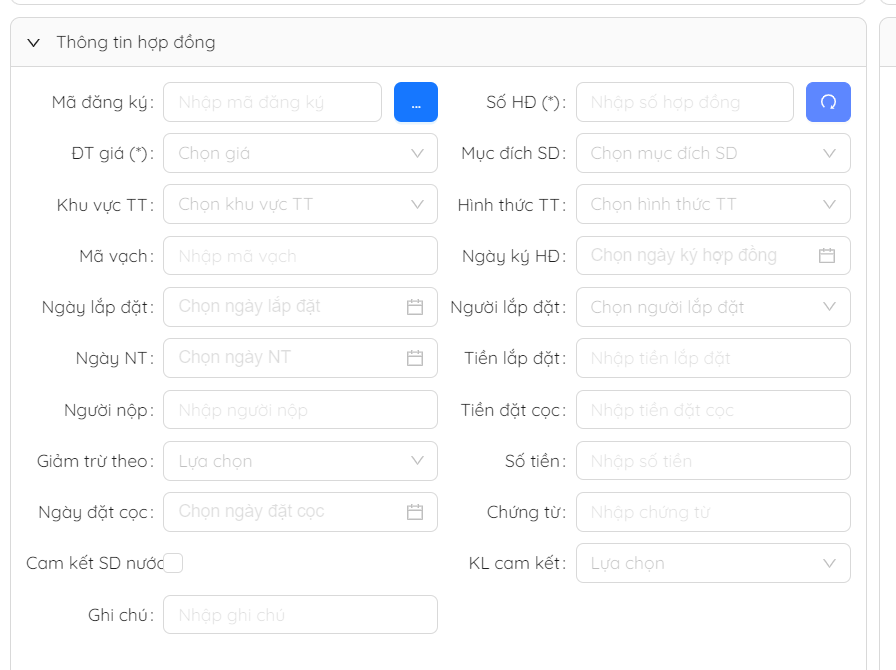 Thông tin hợp đồng
Mã đăng ký: Nhập mã đăng ký ... Số HĐ (*): Nhập số hợp đồng
ĐT giá (*): Chọn giá Mục đích SD: Chọn mục đích SD
Khu vực TT: Chọn khu vực TT Hình thức TT: Chọn hình thức TT
Mã vạch: Nhập mã vạch Ngày ký HĐ: Chọn ngày ký hợp đồng
Ngày lắp đặt: Chọn ngày lắp đặt Người lắp đặt: Chọn người lắp đặt
Ngày NT: Chọn ngày NT Tiền lắp đặt: Nhập tiền lắp đặt
Người nộp: Nhập người nộp Tiền đặt cọc: Nhập tiền đặt cọc
Giảm trừ theo: Lựa chọn Số tiền: Nhập số tiền
Ngày đặt cọc: Chọn ngày đặt cọc Chứng từ: Nhập chứng từ
Cam kết SD nước KL cam kết: Lựa chọn
Ghi chú: Nhập ghi chú